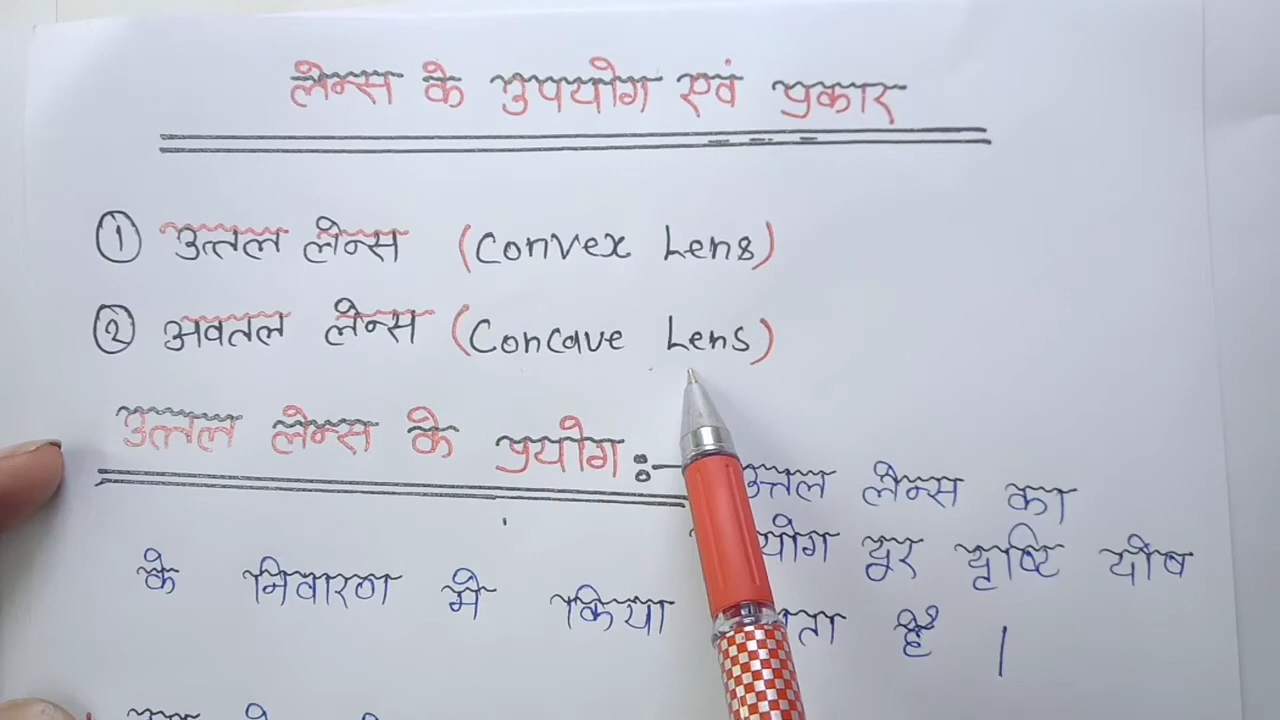 लेन्स के उपयोग एवं प्रकार
① उत्तल लेन्स (Convex Lens)
② अवतल लेन्स (Concave Lens)
उत्तल लेन्स के प्रयोग :- उत्तल लेन्स का
दूर दृष्टि दोष
के निवारण में किया है ।